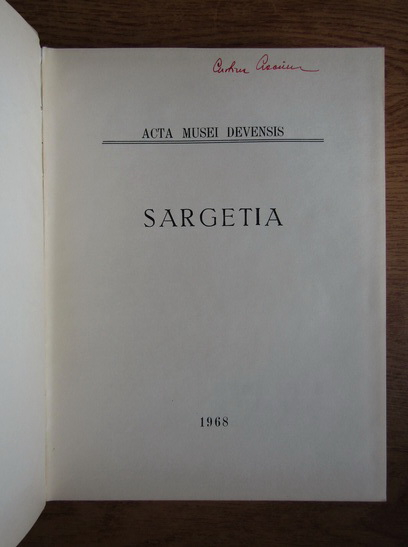 ACTA MUSEI DEVENSIS
SARGETIA
1968